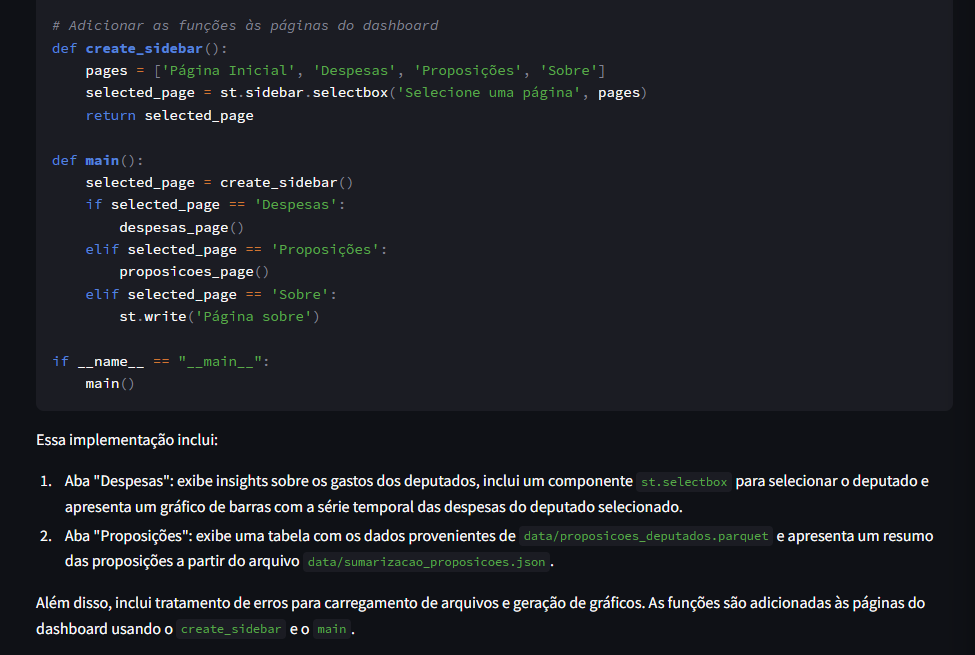 # Adicionar as funções às páginas do dashboard
def create_sidebar():
    pages = ['Página Inicial', 'Despesas', 'Proposições', 'Sobre']
    selected_page = st.sidebar.selectbox('Selecione uma página', pages)
    return selected_page

def main():
    selected_page = create_sidebar()
    if selected_page == 'Despesas':
        despesas_page()
    elif selected_page == 'Proposições':
        proposicoes_page()
    elif selected_page == 'Sobre':
        st.write('Página sobre')

if __name__ == "__main__":
    main()

Essa implementação inclui:
1. Aba "Despesas": exibe insights sobre os gastos dos deputados, inclui um componente st.selectbox para selecionar o deputado e
apresenta um gráfico de barras com a série temporal das despesas do deputado selecionado.
2. Aba "Proposições": exibe uma tabela com os dados provenientes de data/proposicoes_deputados.parquet e apresenta um resumo
das proposições a partir do arquivo data/sumarizacao_proposicoes.json.
Além disso, inclui tratamento de erros para carregamento de arquivos e geração de gráficos. As funções são adicionadas às páginas do
dashboard usando o create_sidebar e o main.